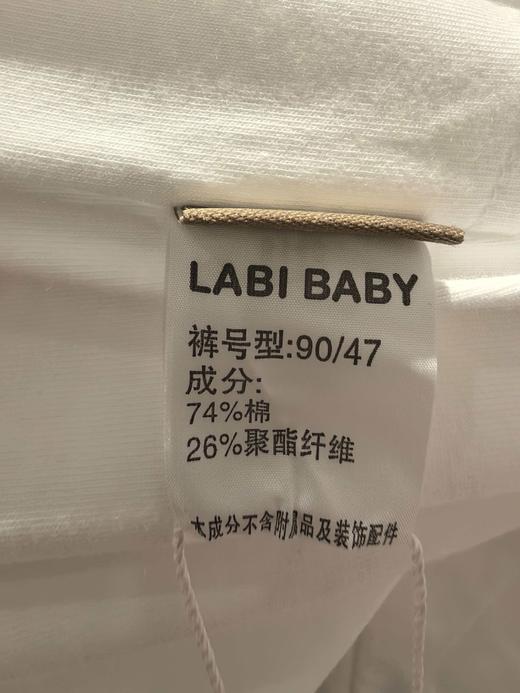 LABI BABY
裤号型:90/47
成分:
74%棉
26%聚酯纤维
本成分不含附属品及装饰配件